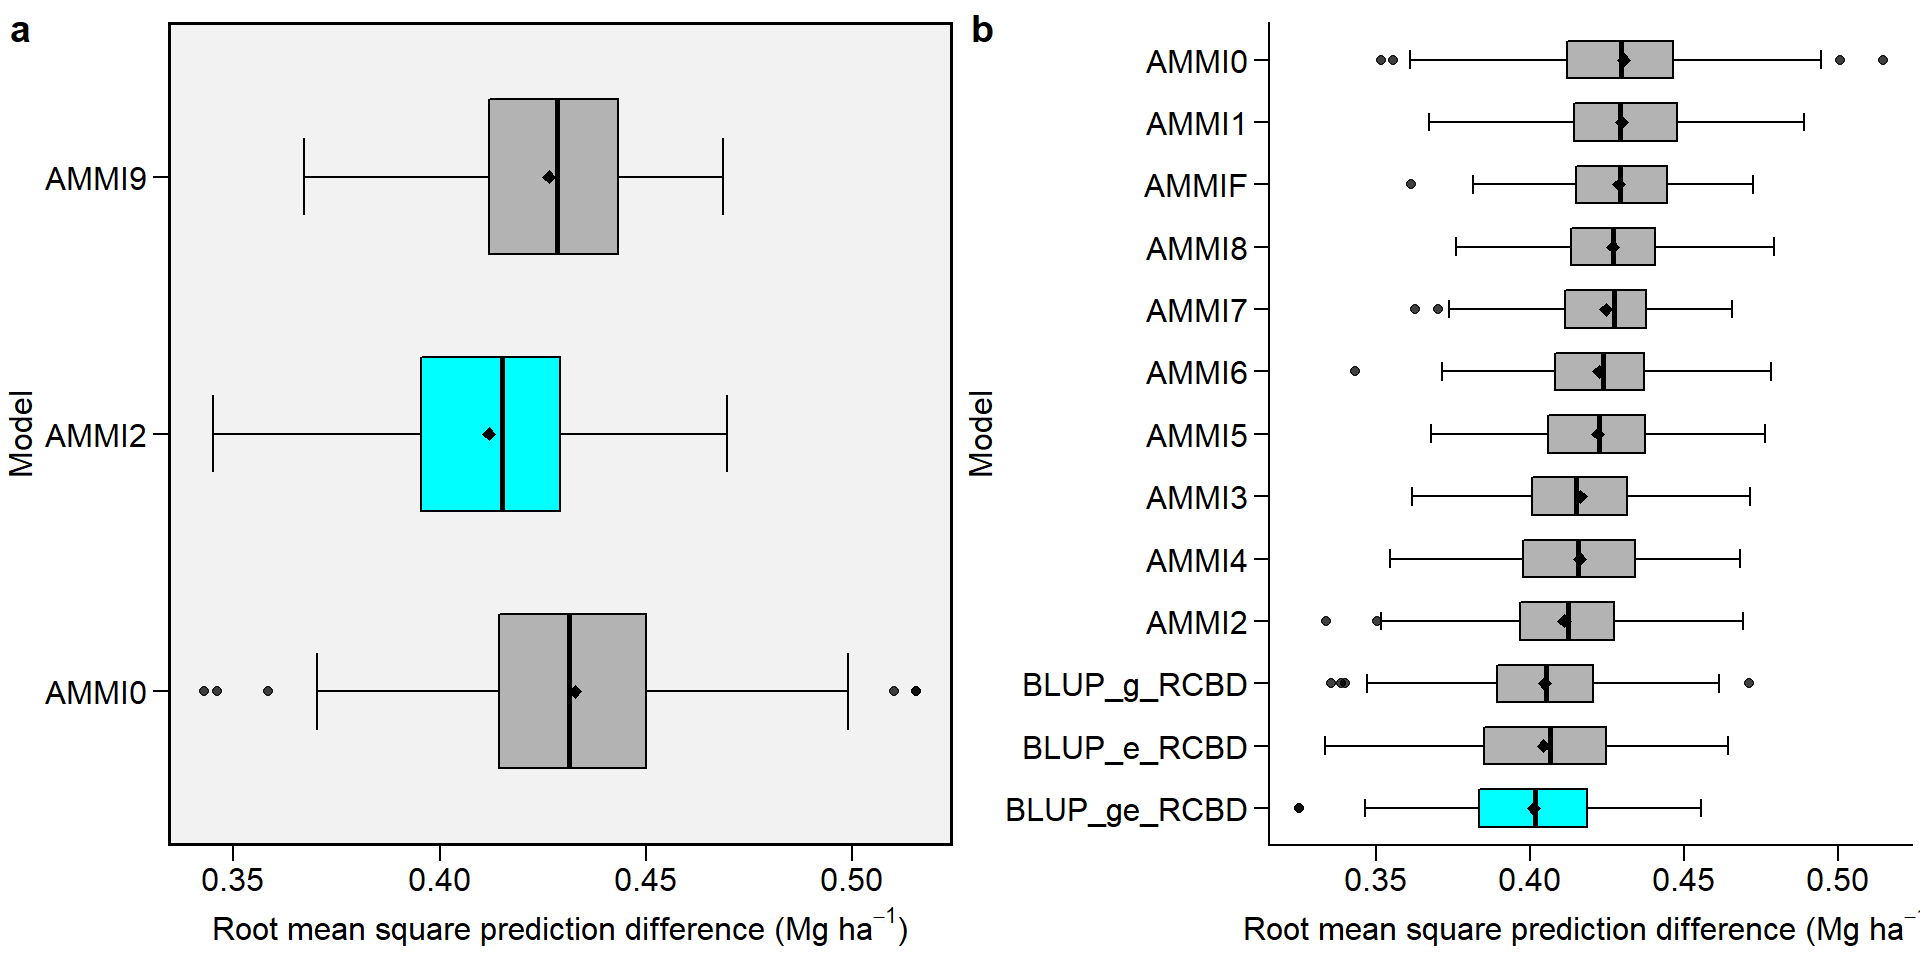 a
Model
AMMI9
AMMI2
AMMI0
0.35 0.40 0.45 0.50
Root mean square prediction difference (Mg ha⁻¹)
b
Model
AMMI0
AMMI1
AMMIF
AMMI8
AMMI7
AMMI6
AMMI5
AMMI3
AMMI4
AMMI2
BLUP_g_RCBD
BLUP_e_RCBD
BLUP_ge_RCBD
0.35 0.40 0.45 0.50
Root mean square prediction difference (Mg ha⁻¹